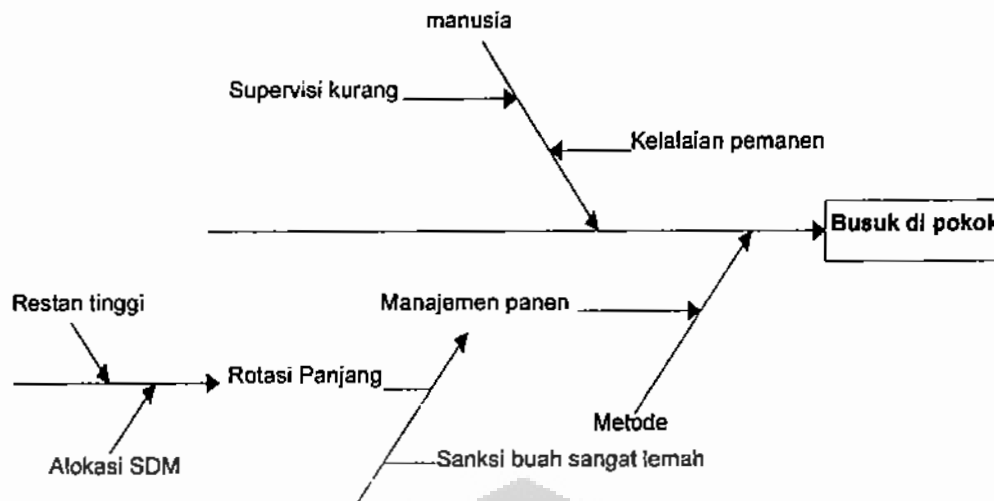 manusia
Supervisi kurang
Kelalaian pemanen
Busuk di pokok
Restan tinggi
Manajemen panen
Rotasi Panjang
Metode
Alokasi SDM
Sanksi buah sangat lemah